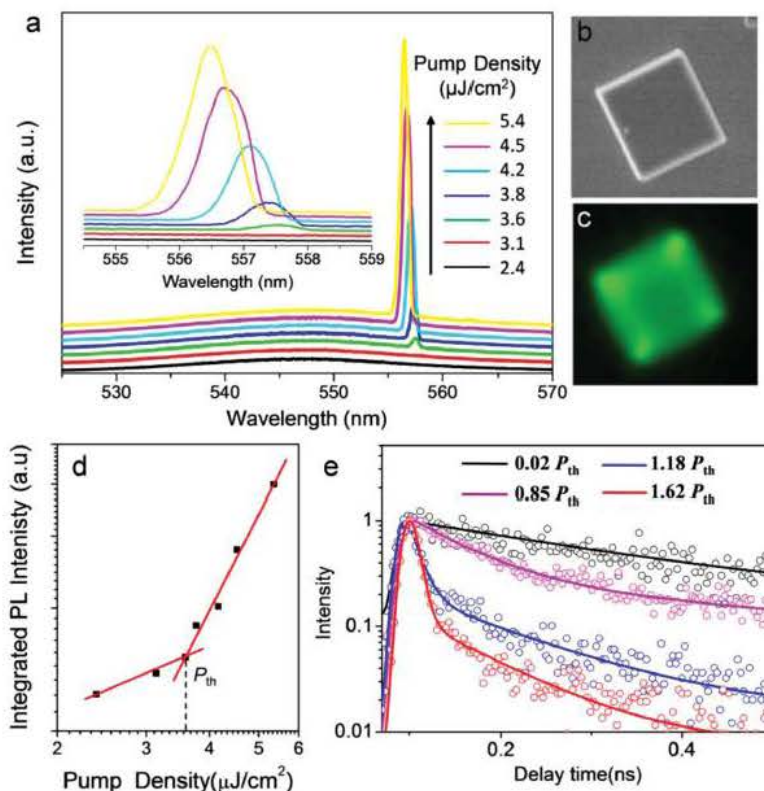 a
Intensity (a.u.)
Pump Density
(µJ/cm²)
5.4
4.5
4.2
3.8
3.6
3.1
2.4
555 556 557 558 559
Wavelength (nm)
530 540 550 560 570
Wavelength (nm)
b
c
d
Integrated PL Intenisty (a.u)
P_th
2 3 4 5 6
Pump Density(µJ/cm²)
e
0.02 P_th 1.18 P_th
0.85 P_th 1.62 P_th
Intensity
1
0.1
0.01
0.2 0.4
Delay time(ns)